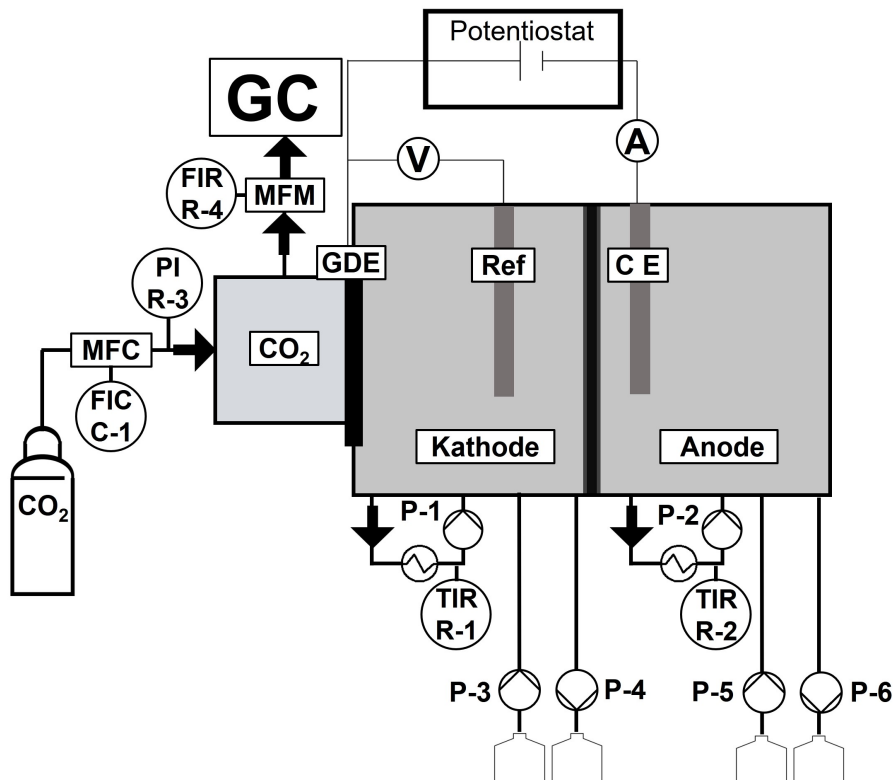 Potentiostat
GC
V
A
FIR
R-4
MFM
GDE
Ref
C E
PI
R-3
MFC
CO₂
FIC
C-1
Kathode
Anode
CO₂
P-1
P-2
TIR
R-1
TIR
R-2
P-3
P-4
P-5
P-6